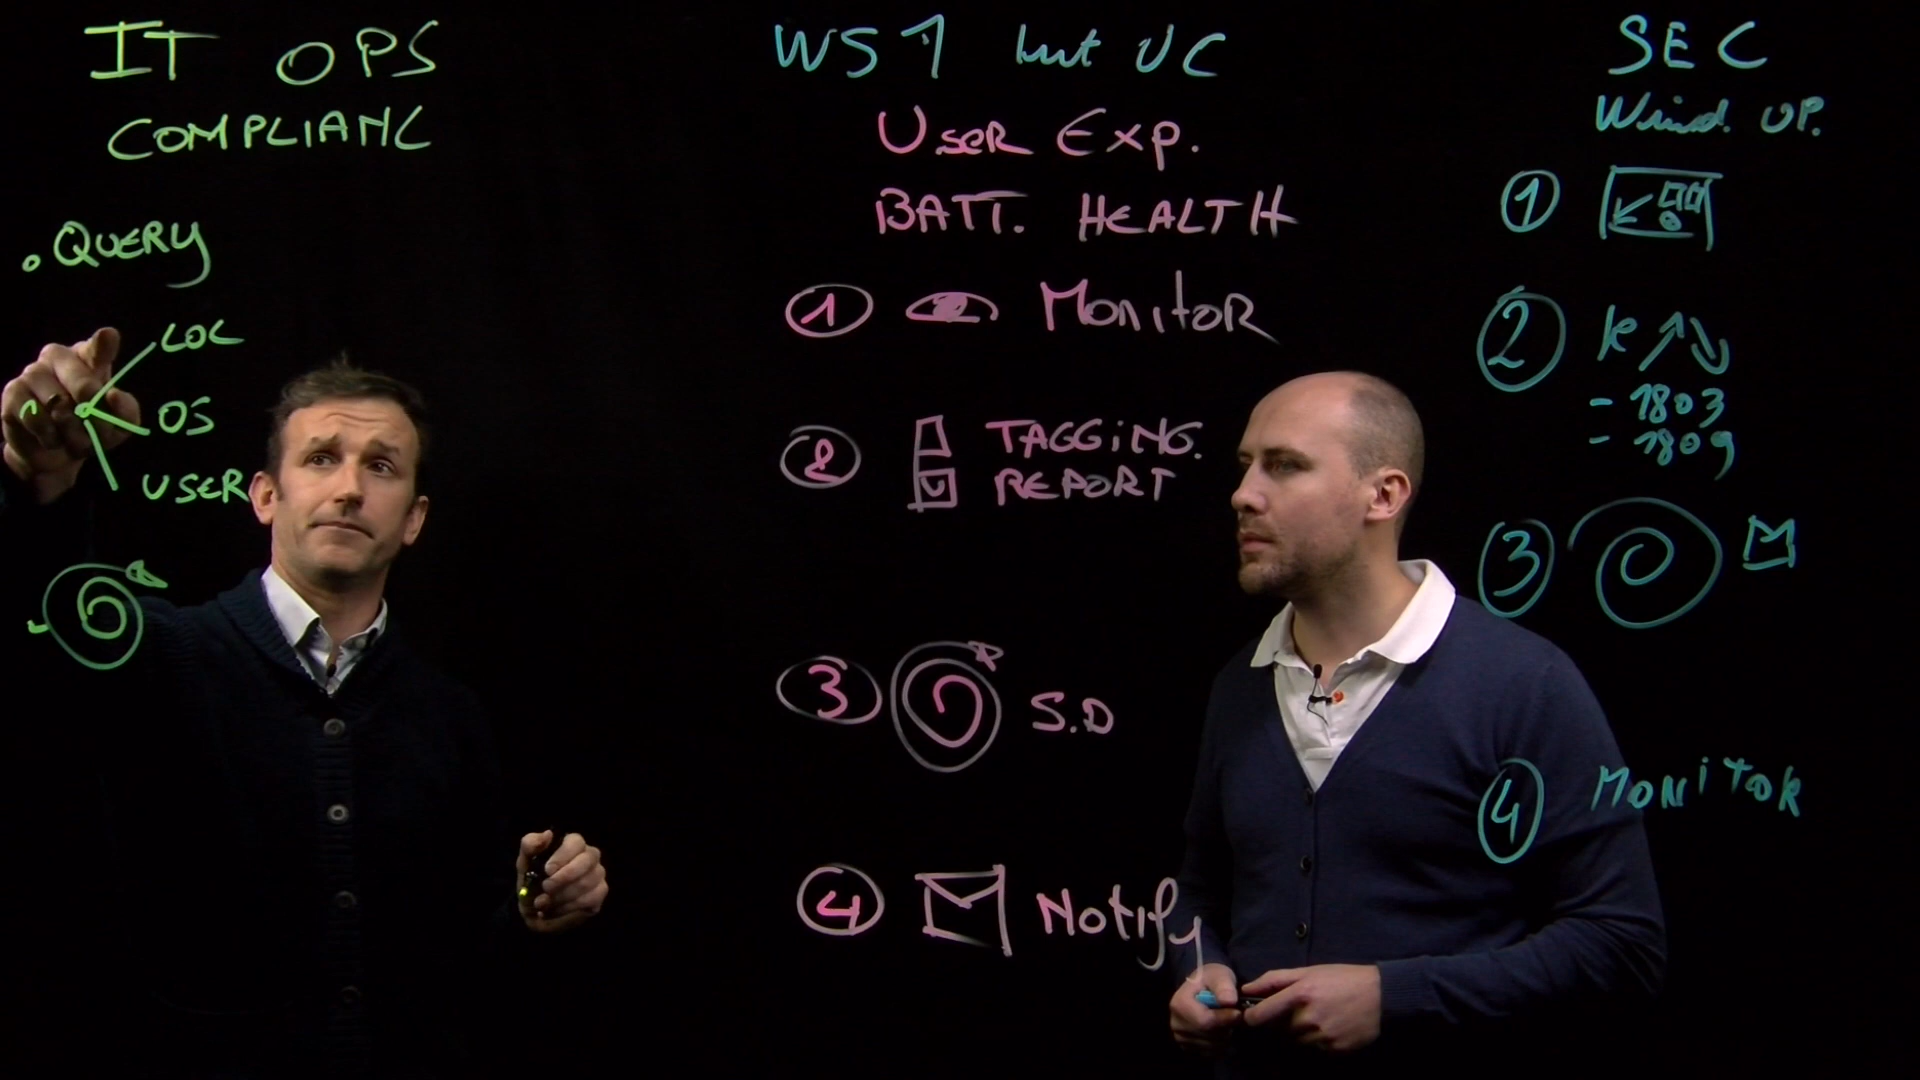 IT OPS
COMPLIANC
. QUERY
LOC
OS
USER
WS1 Int UC
User Exp.
BATT. HEALTH
1 Monitor
2 TAGGING.
REPORT
3 S.D
4 Notify
SEC
Wind. UP.
1
2
- 1803
- 1809
3
4 Monitor